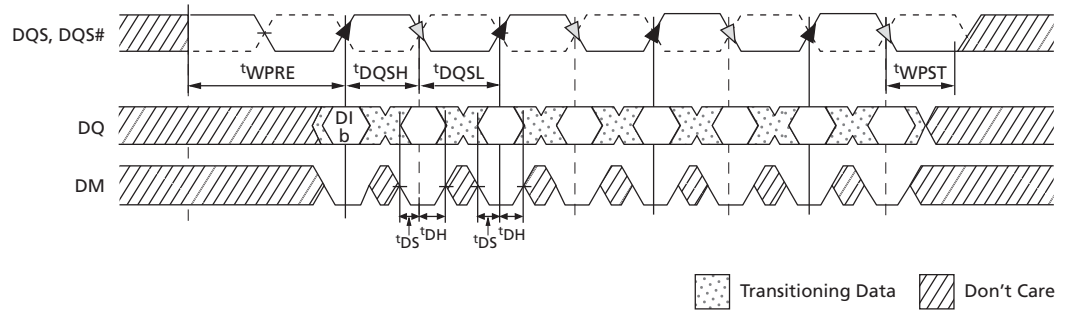 DQS, DQS#
tWPRE tDQSH tDQSL tWPST
DQ
DI
b
DM
tDS tDH tDS tDH
Transitioning Data Don't Care